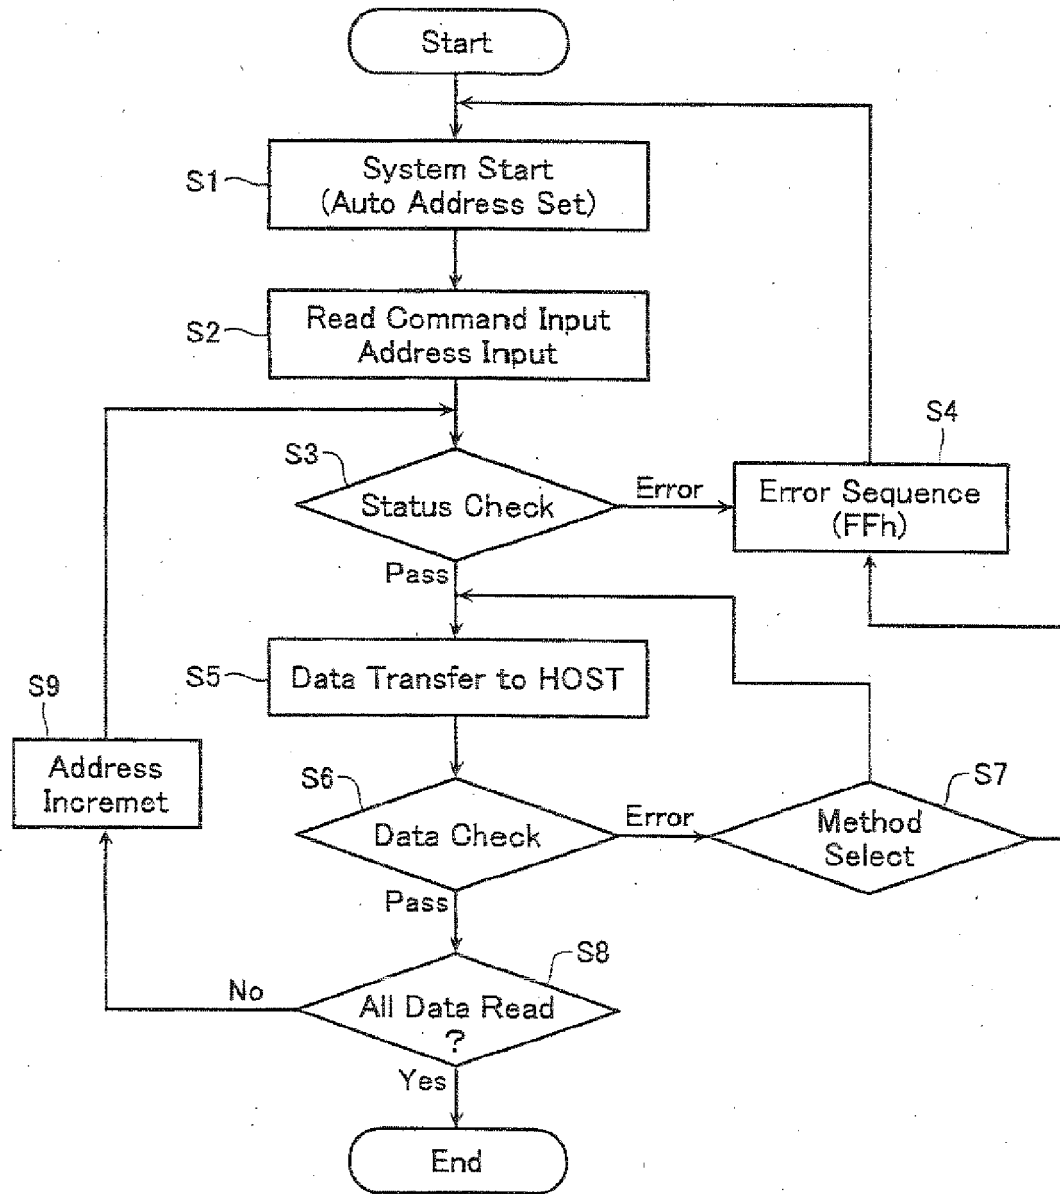 Start
S1
System Start
(Auto Address Set)
S2
Read Command Input
Address Input
S3
Status Check
Error
S4
Error Sequence
(FFh)
Pass
S5
Data Transfer to HOST
S9
Address
Incremet
S6
Data Check
Error
S7
Method
Select
Pass
S8
All Data Read
?
No
Yes
End